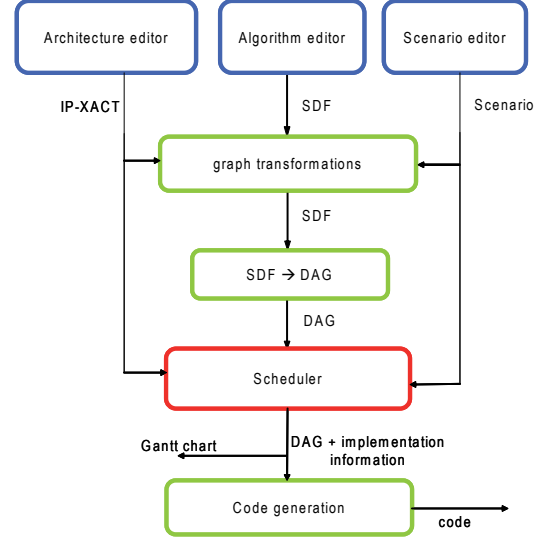 Architecture editor
Algorithm editor
Scenario editor
IP-XACT
SDF
Scenario
graph transformations
SDF
SDF → DAG
DAG
Scheduler
Gantt chart
DAG + implementation
information
Code generation
code